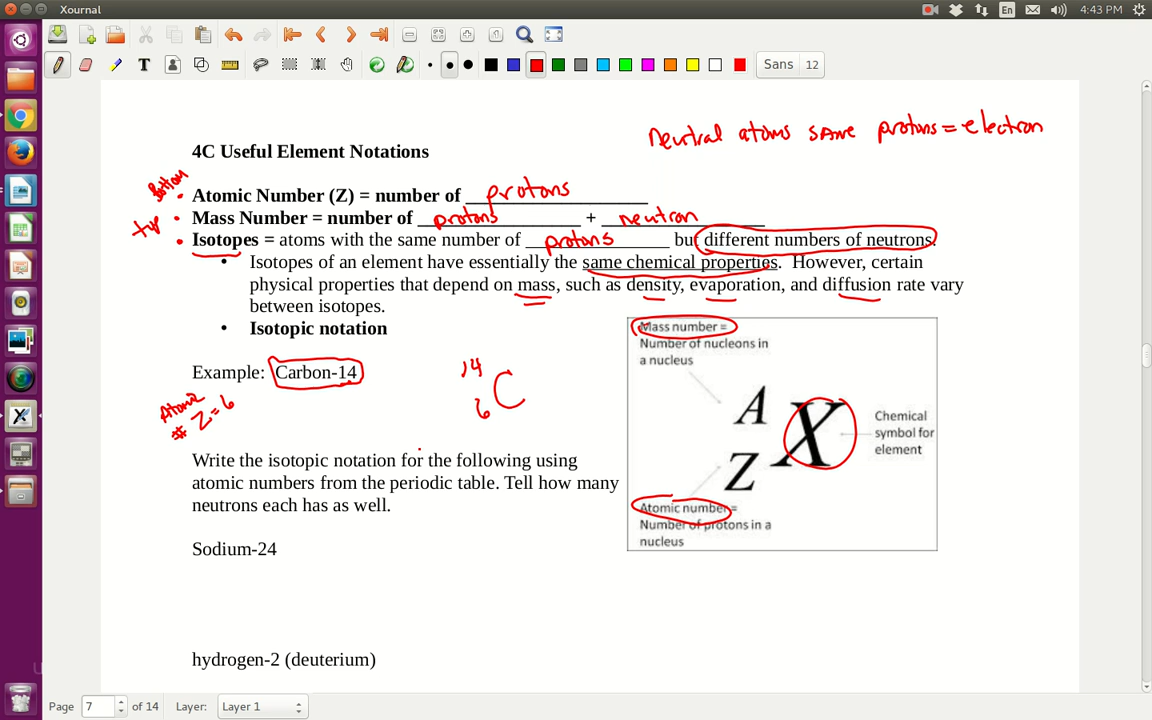 Xournal
En
4:43 PM
Sans 12
Neutral atoms same protons = electron
4C Useful Element Notations
bottom
Atomic Number (Z) = number of protons
top
Mass Number = number of protons + neutron
Isotopes = atoms with the same number of protons but different numbers of neutrons.
• Isotopes of an element have essentially the same chemical properties. However, certain
physical properties that depend on mass, such as density, evaporation, and diffusion rate vary
between isotopes.
• Isotopic notation
Example: Carbon-14
14
6 C
Atomic
# Z=6
Mass number =
Number of nucleons in
a nucleus
A
X
Z
Chemical
symbol for
element
Atomic number =
Number of protons in a
nucleus
Write the isotopic notation for the following using
atomic numbers from the periodic table. Tell how many
neutrons each has as well.
Sodium-24
hydrogen-2 (deuterium)
Page 7 of 14 Layer: Layer 1